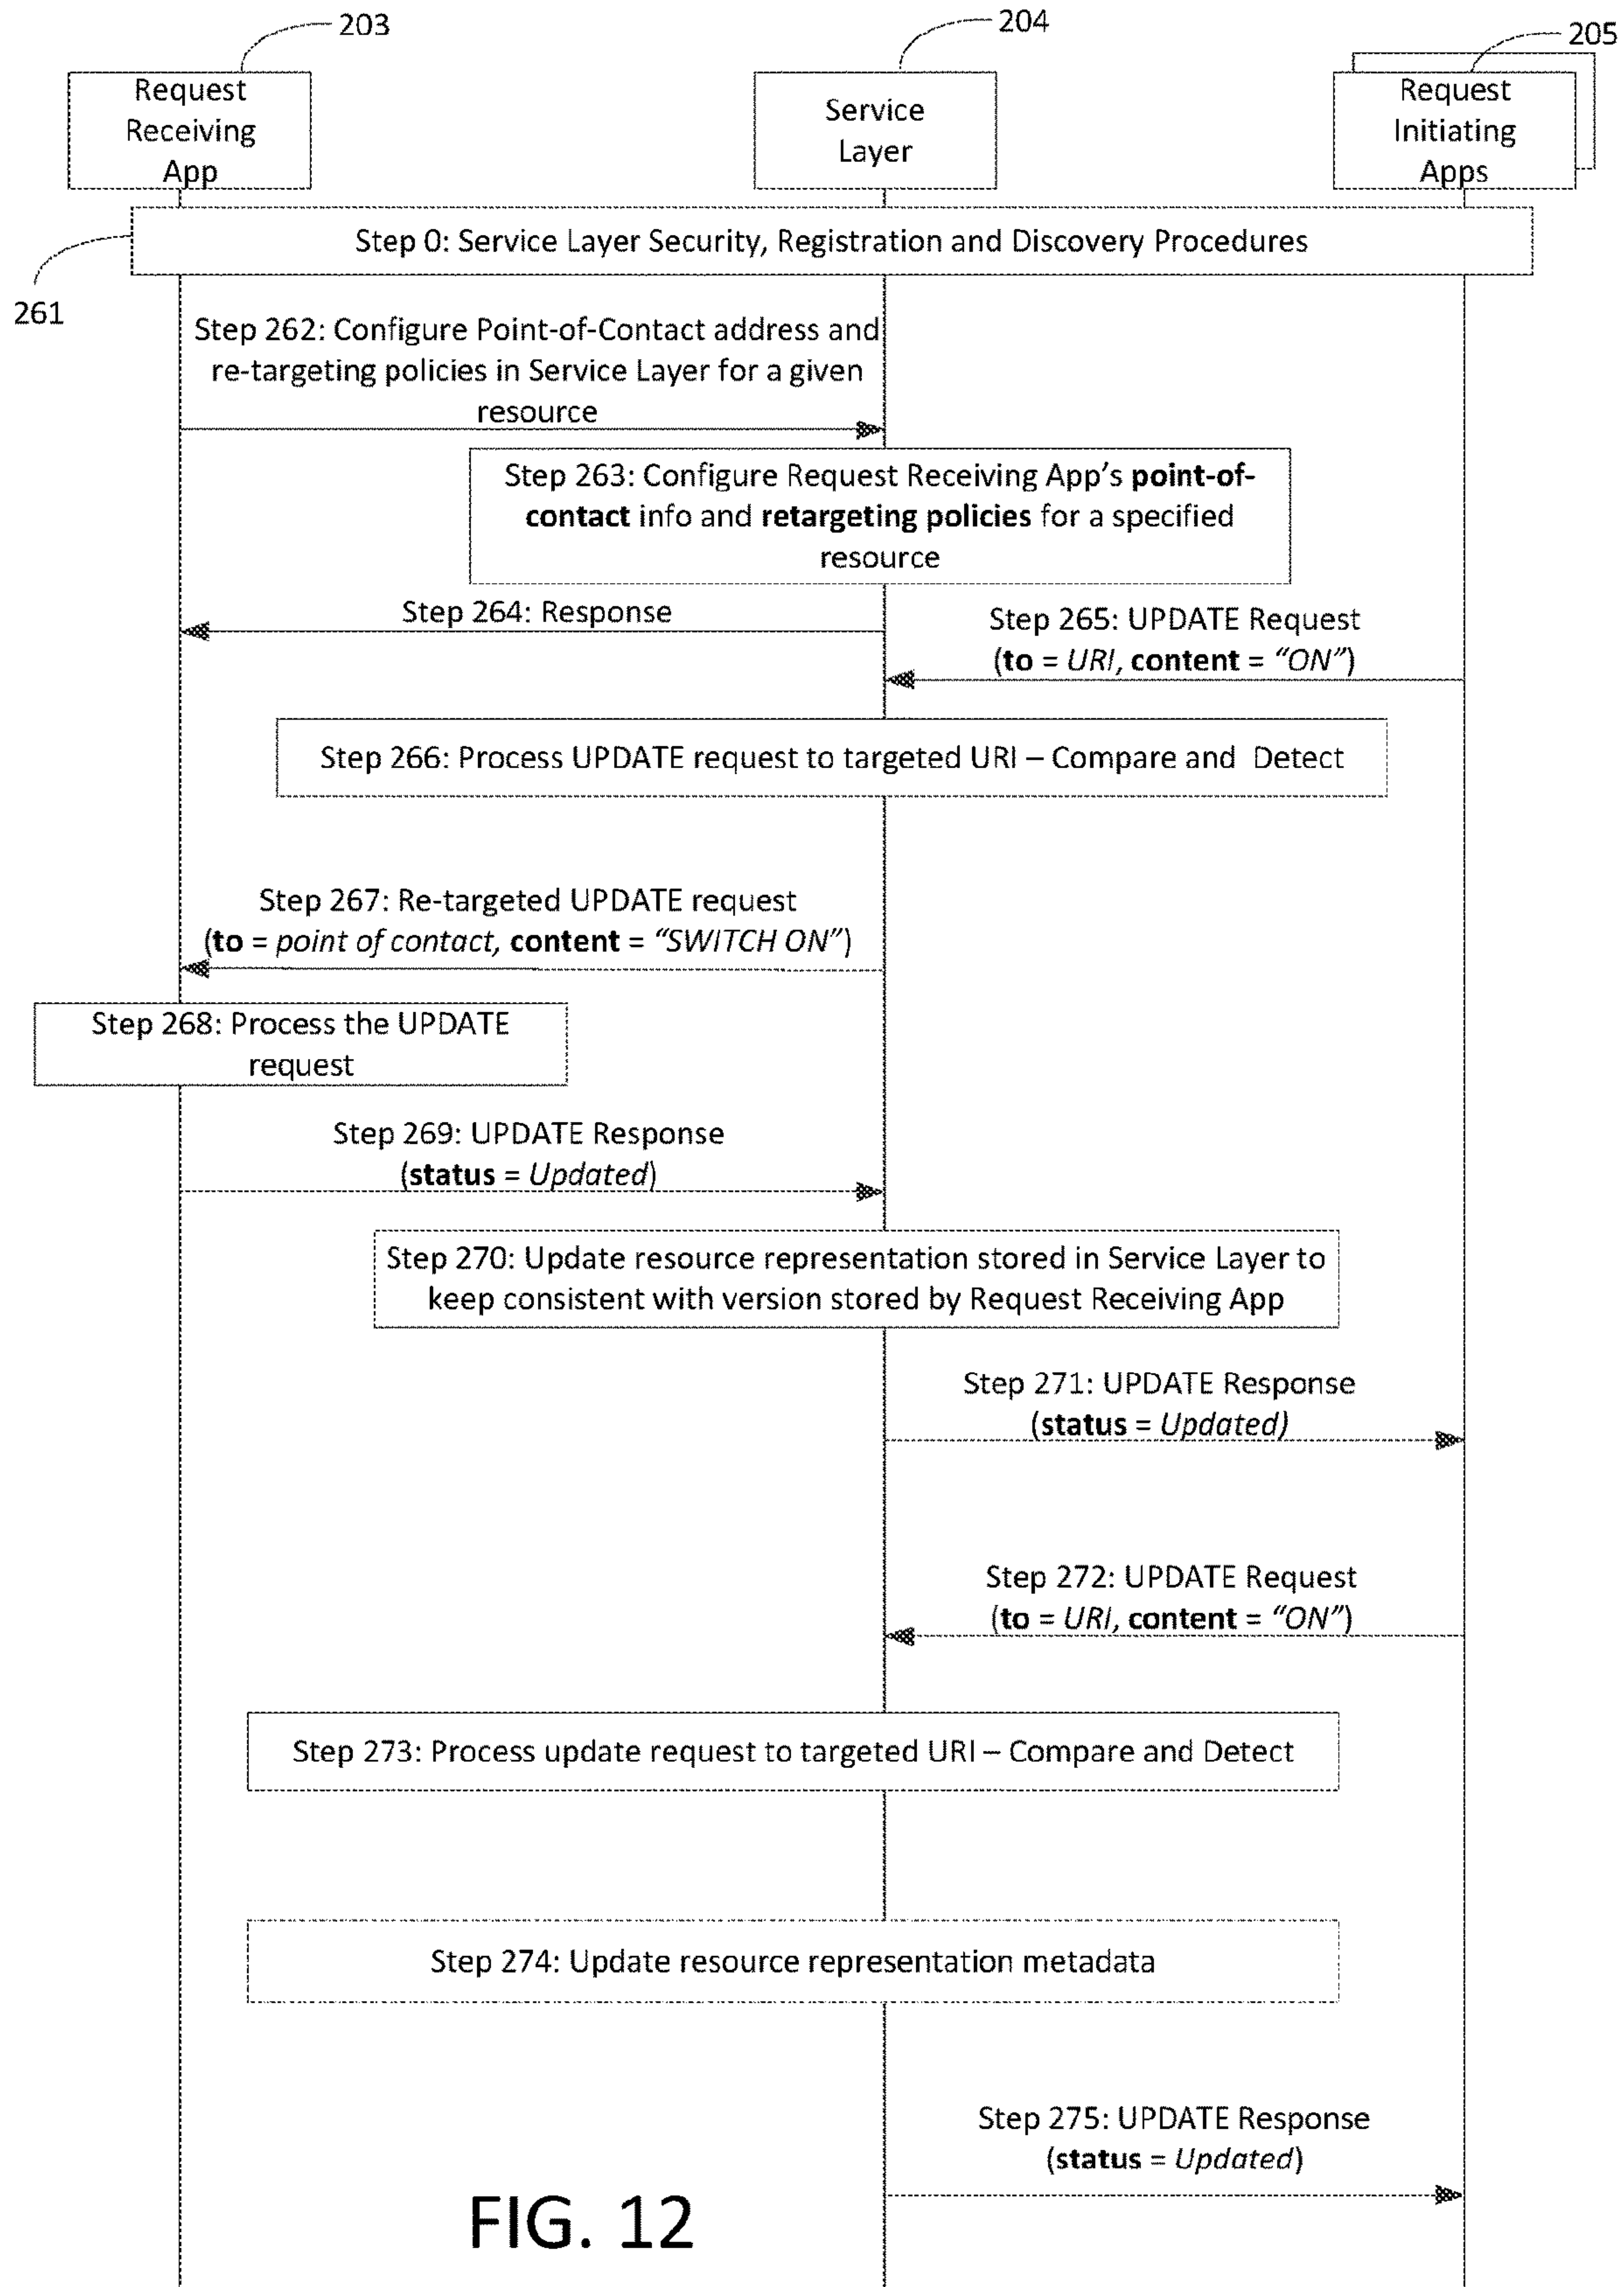 203
204
205
Request
Receiving
App
Service
Layer
Request
Initiating
Apps
Step 0: Service Layer Security, Registration and Discovery Procedures
261
Step 262: Configure Point-of-Contact address and
re-targeting policies in Service Layer for a given
resource
Step 263: Configure Request Receiving App’s point-of-
contact info and retargeting policies for a specified
resource
Step 264: Response
Step 265: UPDATE Request
(to = URI, content = “ON”)
Step 266: Process UPDATE request to targeted URI – Compare and Detect
Step 267: Re-targeted UPDATE request
(to = point of contact, content = “SWITCH ON”)
Step 268: Process the UPDATE
request
Step 269: UPDATE Response
(status = Updated)
Step 270: Update resource representation stored in Service Layer to
keep consistent with version stored by Request Receiving App
Step 271: UPDATE Response
(status = Updated)
Step 272: UPDATE Request
(to = URI, content = “ON”)
Step 273: Process update request to targeted URI – Compare and Detect
Step 274: Update resource representation metadata
Step 275: UPDATE Response
(status = Updated)
FIG. 12